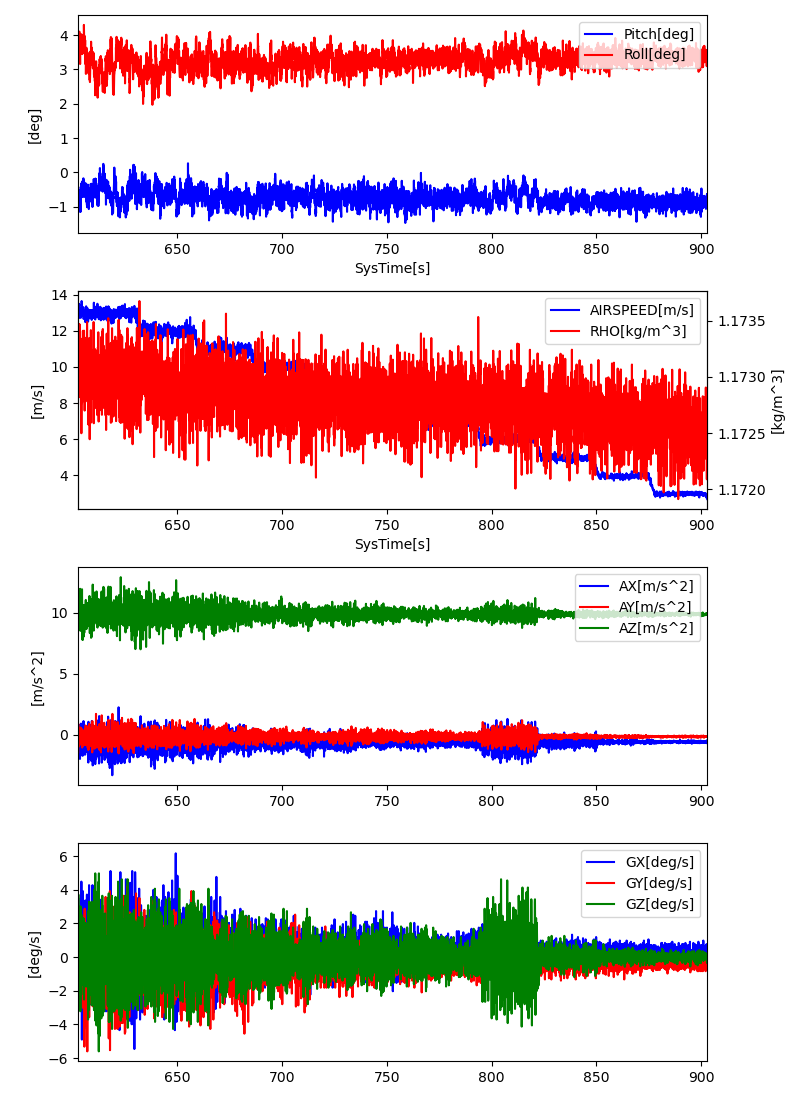 4
3
2
1
0
−1
[deg]
Pitch[deg]
Roll[deg]
650 700 750 800 850 900
SysTime[s]
14
12
10
8
6
4
[m/s]
AIRSPEED[m/s]
RHO[kg/m^3]
1.1735
1.1730
1.1725
1.1720
[kg/m^3]
650 700 750 800 850 900
SysTime[s]
10
5
0
[m/s^2]
AX[m/s^2]
AY[m/s^2]
AZ[m/s^2]
650 700 750 800 850 900
6
4
2
0
−2
−4
−6
[deg/s]
GX[deg/s]
GY[deg/s]
GZ[deg/s]
650 700 750 800 850 900